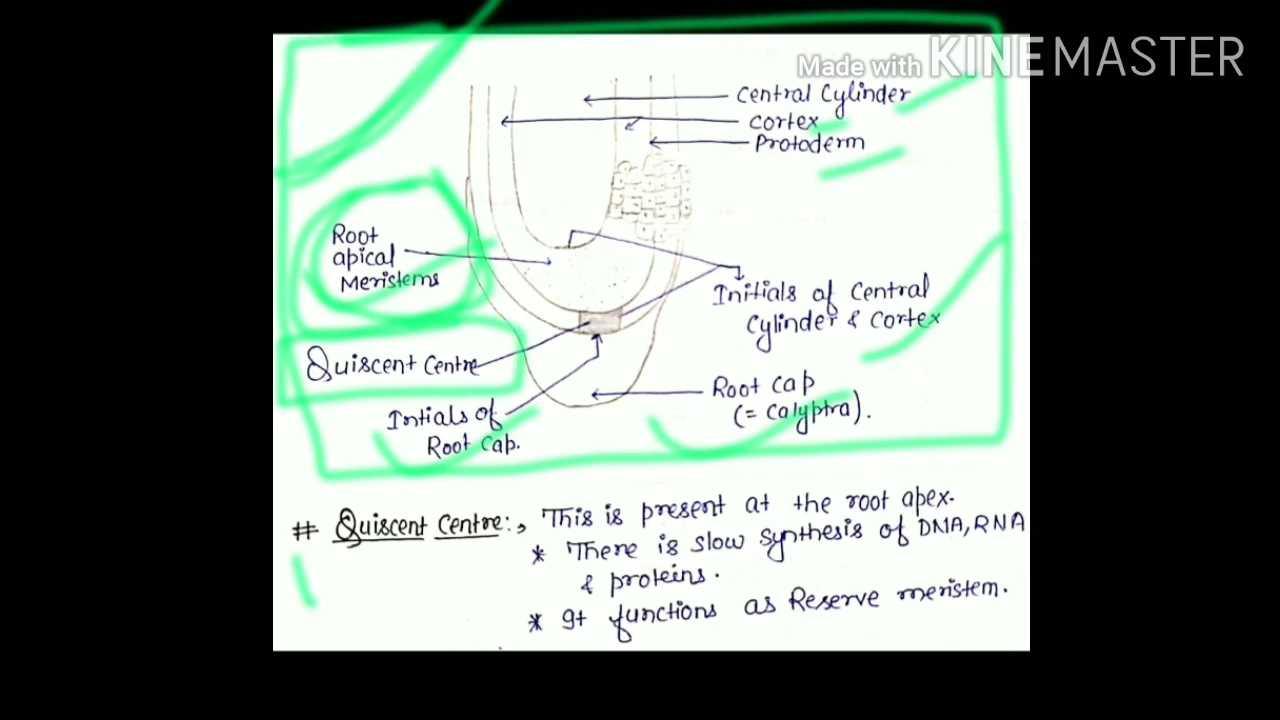 Made with KINEMASTER
Central Cylinder
Cortex
Protoderm
Root
apical
Meristems
Initials of Central
Cylinder & Cortex
Quiscent Centre
Root Cap
(= Calyptra).
Intials of
Root Cap.
# Quiscent Centre:, This is present at the root apex.
* There is slow synthesis of DNA, RNA
& proteins.
* It functions as Reserve meristem.